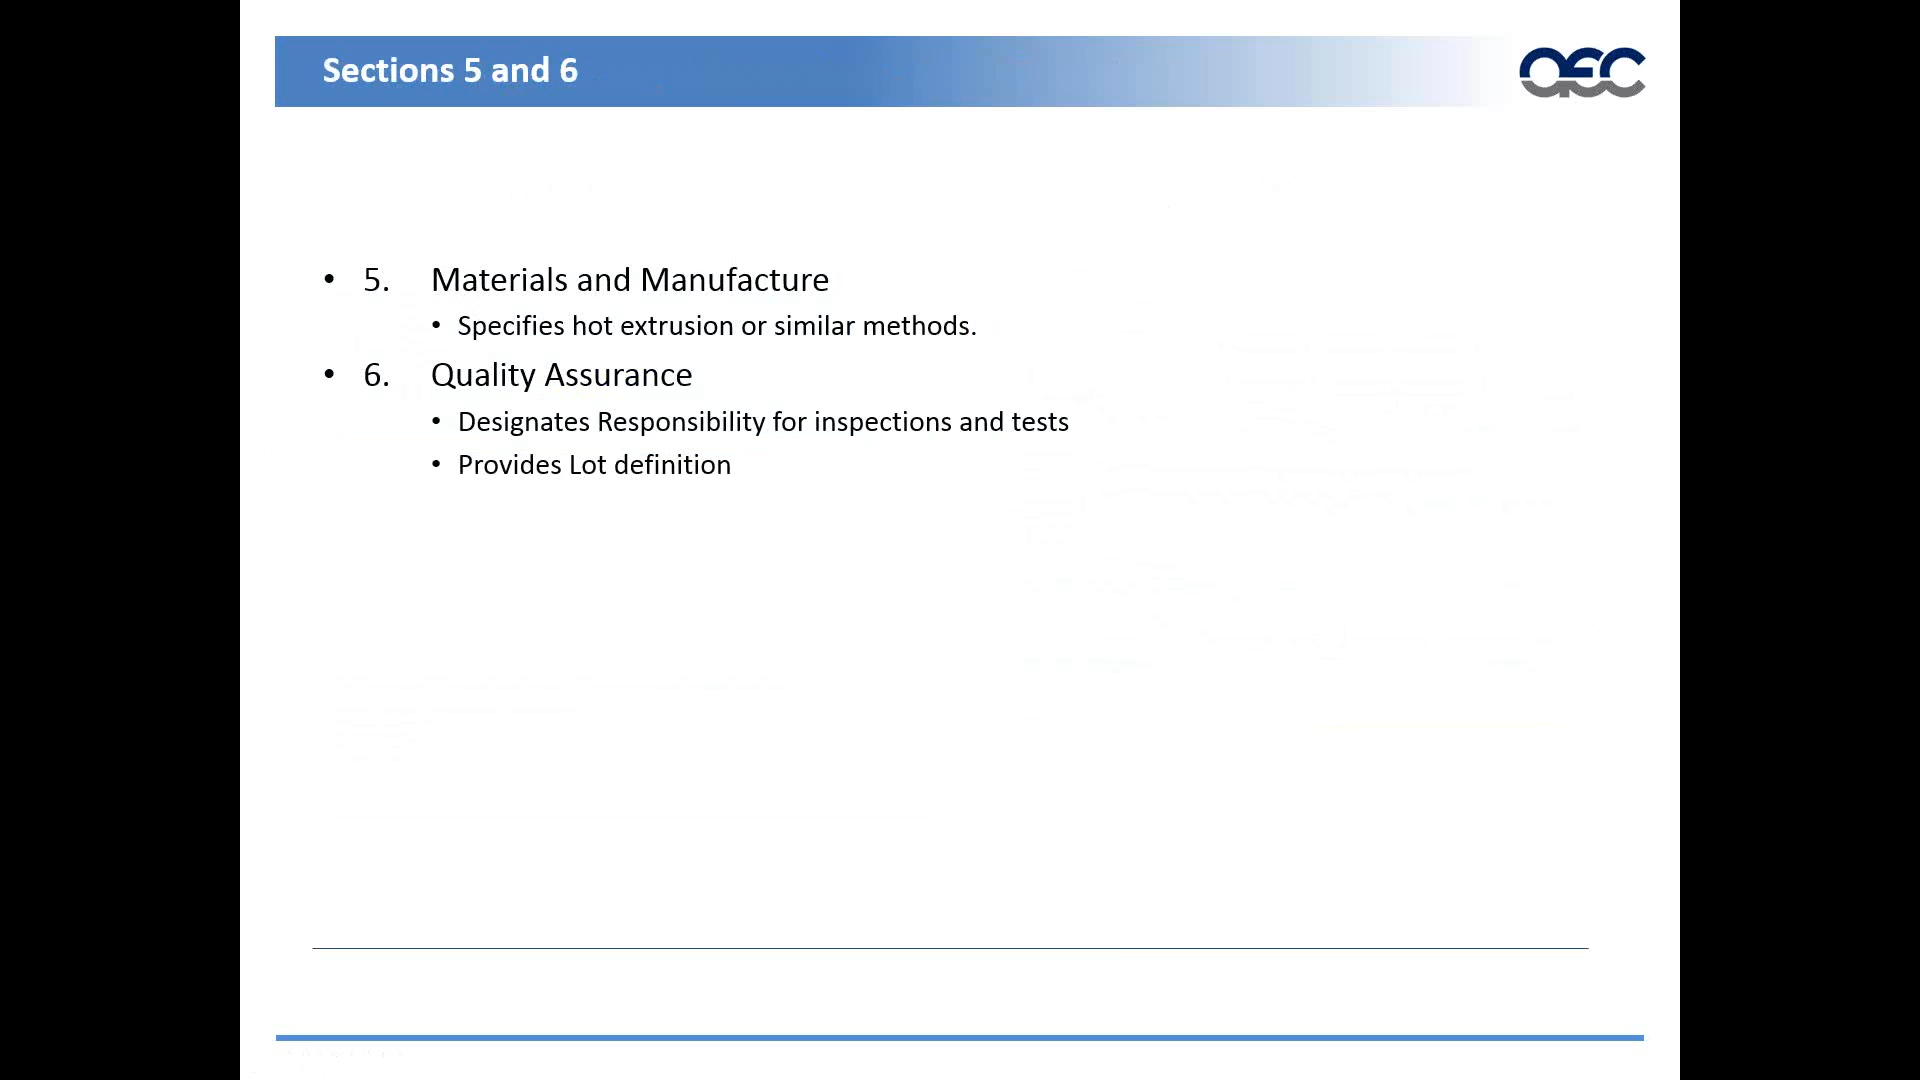 Sections 5 and 6
AEC
• 5. Materials and Manufacture
• Specifies hot extrusion or similar methods.
• 6. Quality Assurance
• Designates Responsibility for inspections and tests
• Provides Lot definition